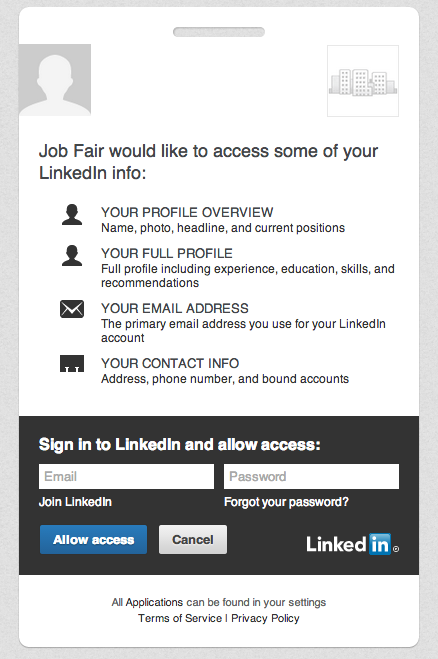 Job Fair would like to access some of your
LinkedIn info:
YOUR PROFILE OVERVIEW
Name, photo, headline, and current positions
YOUR FULL PROFILE
Full profile including experience, education, skills, and
recommendations
YOUR EMAIL ADDRESS
The primary email address you use for your LinkedIn
account
YOUR CONTACT INFO
Address, phone number, and bound accounts
Sign in to LinkedIn and allow access:
Email Password
Join LinkedIn Forgot your password?
Allow access Cancel Linked in ®
All Applications can be found in your settings
Terms of Service | Privacy Policy